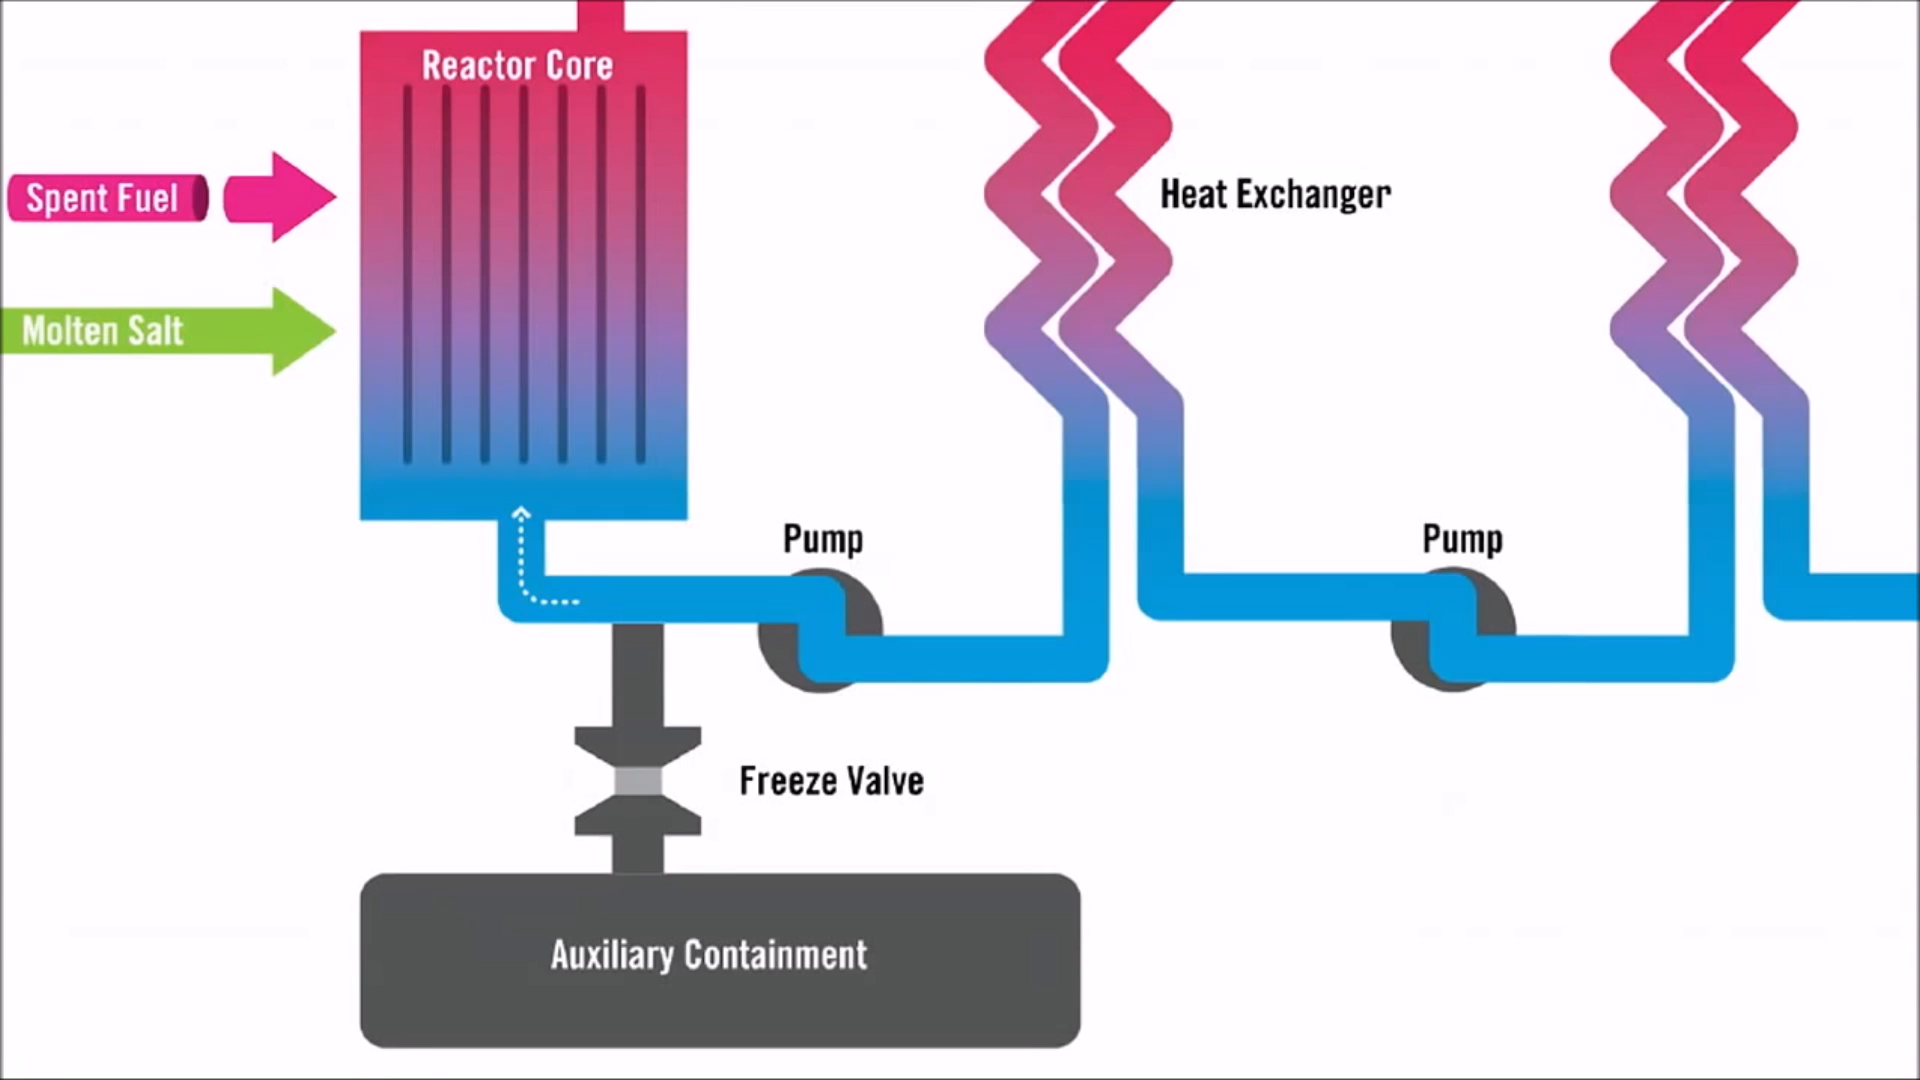 Reactor Core
Spent Fuel
Heat Exchanger
Molten Salt
Pump
Pump
Freeze Valve
Auxiliary Containment